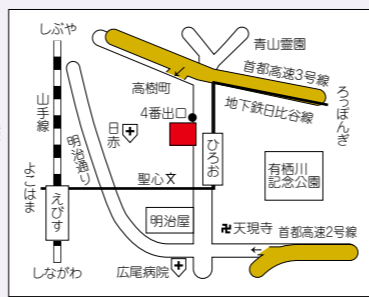 しぶや
青山霊園
首都高速3号線
高樹町
地下鉄日比谷線
ろっぽんぎ
山手線
4番出口
日赤
明治通り
ひろお
有栖川
記念公園
よこはま
えびす
聖心
文
明治屋
卍天現寺
首都高速2号線
しながわ
広尾病院